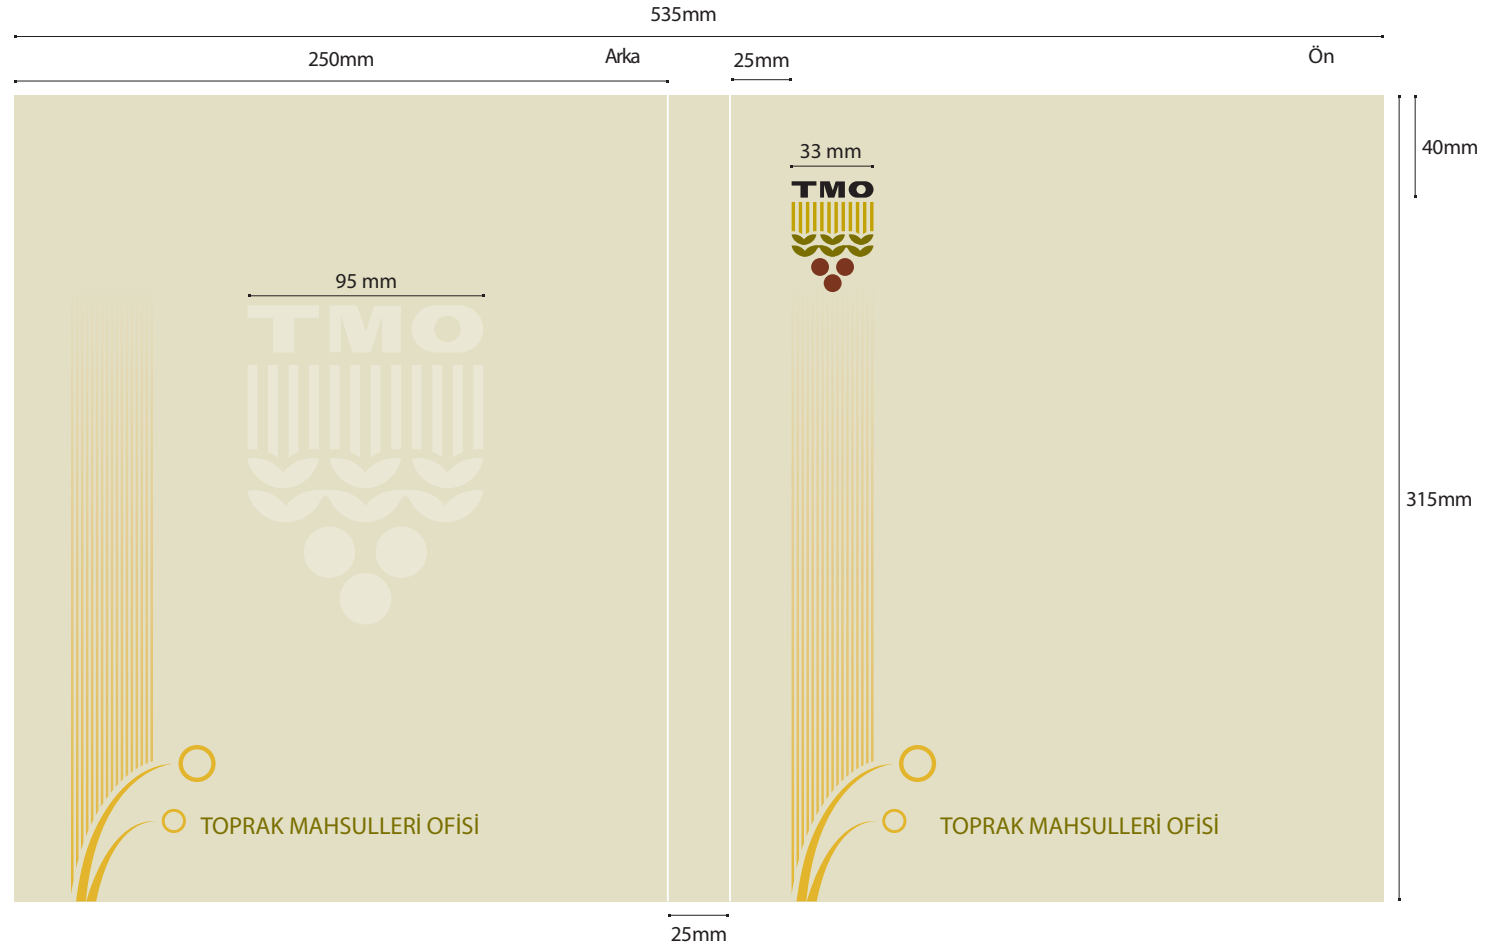 535mm
250mm
Arka
25mm
Ön
40mm
33 mm
TMO
95 mm
TMO
315mm
TOPRAK MAHSULLERİ OFİSİ
TOPRAK MAHSULLERİ OFİSİ
25mm